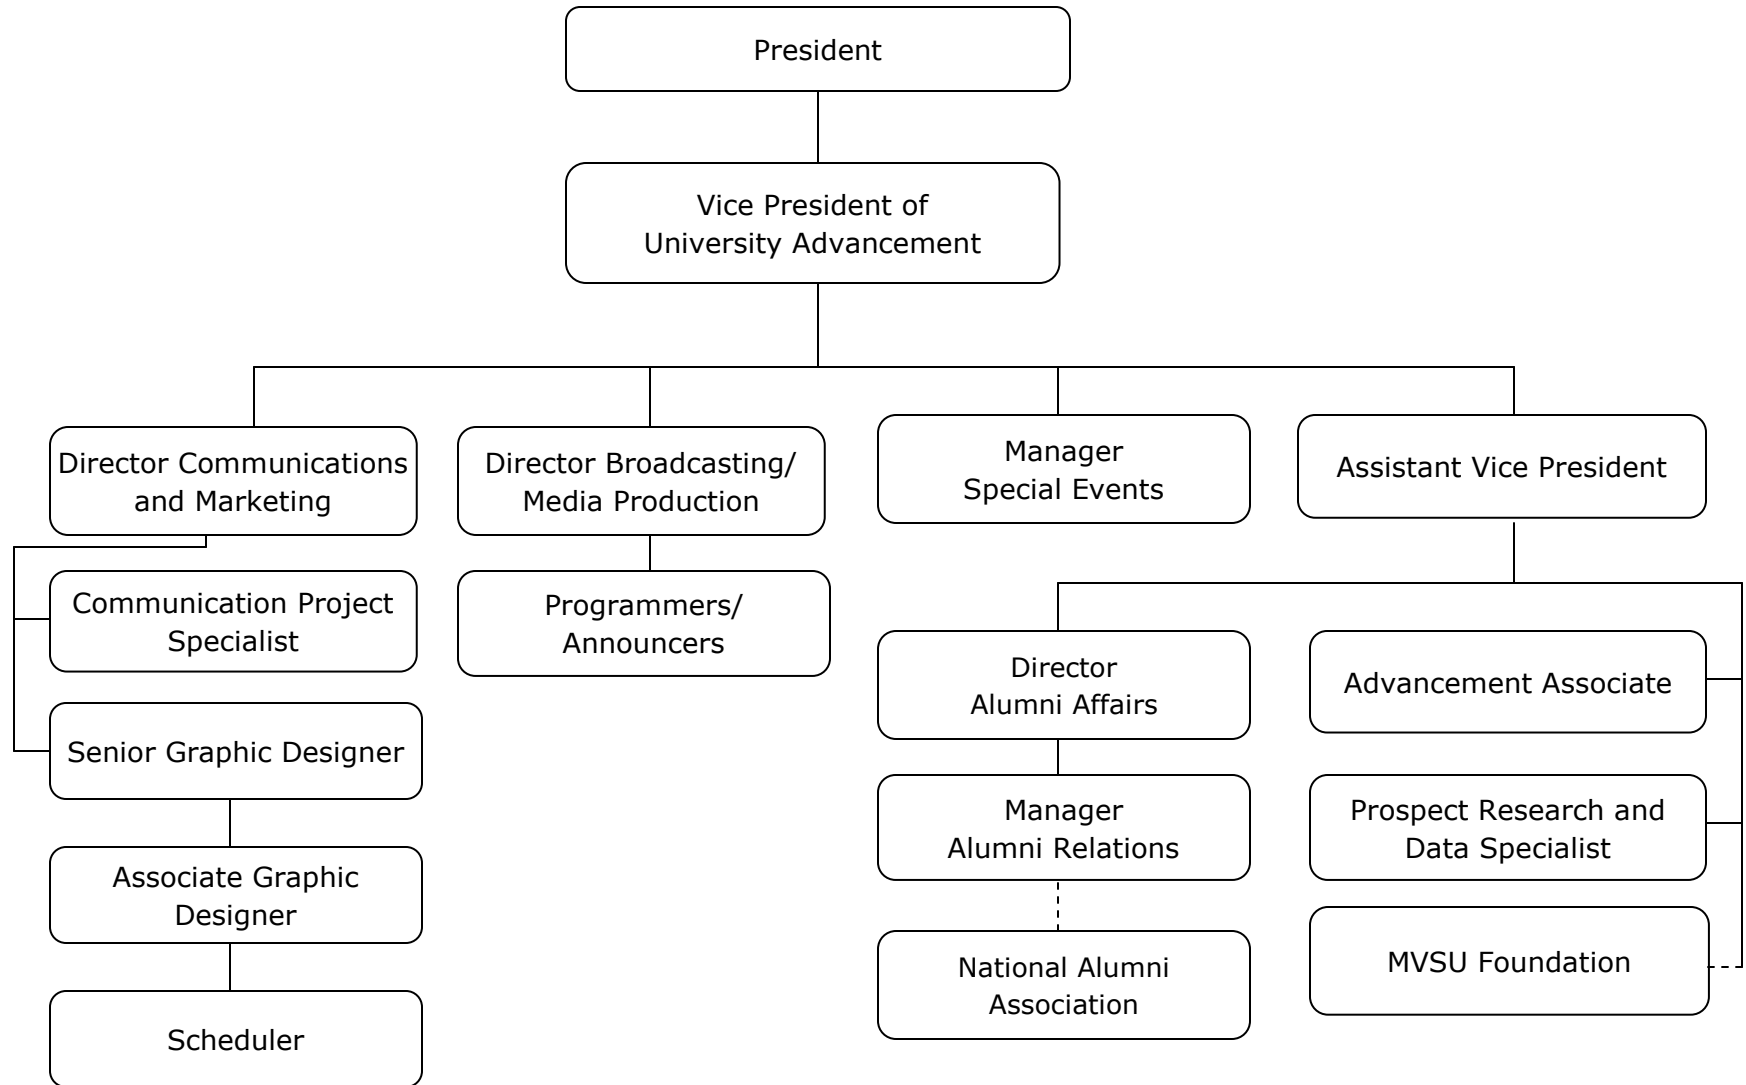 President
Vice President of
University Advancement
Director Communications
and Marketing
Director Broadcasting/
Media Production
Manager
Special Events
Assistant Vice President
Communication Project
Specialist
Programmers/
Announcers
Director
Alumni Affairs
Advancement Associate
Senior Graphic Designer
Manager
Alumni Relations
Prospect Research and
Data Specialist
Associate Graphic
Designer
National Alumni
Association
MVSU Foundation
Scheduler